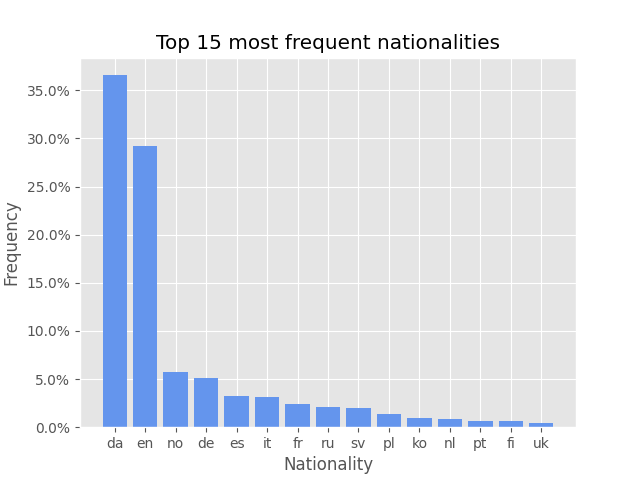 Top 15 most frequent nationalities
35.0%
30.0%
25.0%
20.0%
15.0%
10.0%
5.0%
0.0%
Frequency
da en no de es it fr ru sv pl ko nl pt fi uk
Nationality